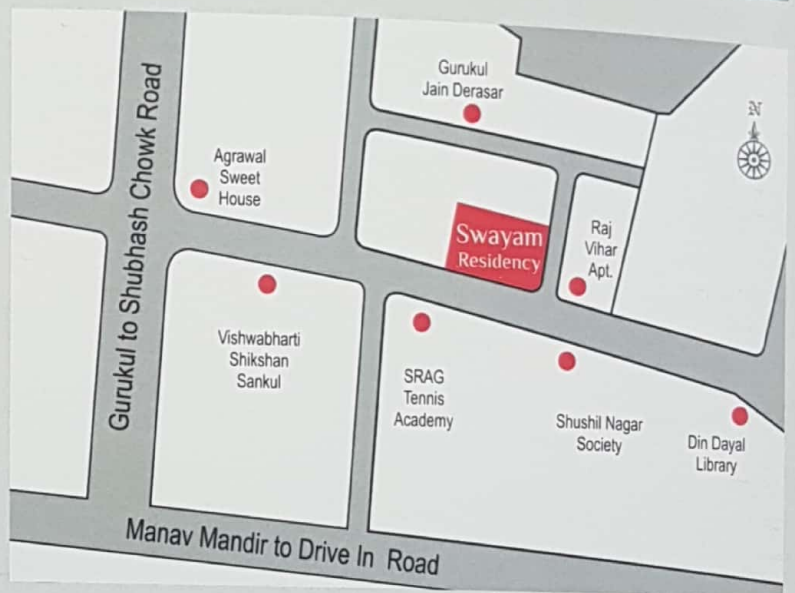 Gurukul
Jain Derasar
N
Gurukul to Shubhash Chowk Road
Agrawal
Sweet
House
Swayam
Residency
Raj
Vihar
Apt.
Vishwabharti
Shikshan
Sankul
SRAG
Tennis
Academy
Shushil Nagar
Society
Din Dayal
Library
Manav Mandir to Drive In Road